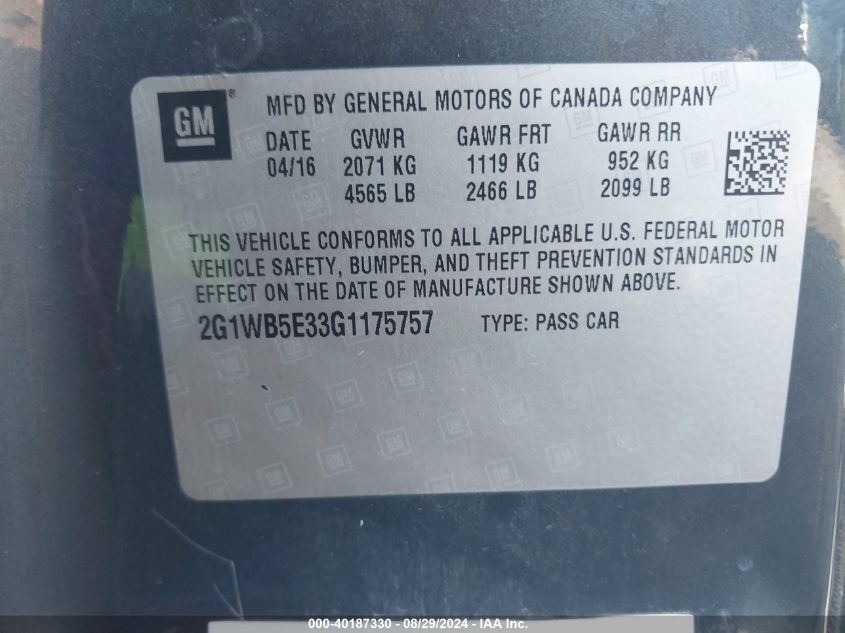 GM ®
MFD BY GENERAL MOTORS OF CANADA COMPANY
DATE GVWR GAWR FRT GAWR RR
04/16 2071 KG 1119 KG 952 KG
4565 LB 2466 LB 2099 LB
THIS VEHICLE CONFORMS TO ALL APPLICABLE U.S. FEDERAL MOTOR
VEHICLE SAFETY, BUMPER, AND THEFT PREVENTION STANDARDS IN
EFFECT ON THE DATE OF MANUFACTURE SHOWN ABOVE.
2G1WB5E33G1175757 TYPE: PASS CAR
000-40187330 - 08/29/2024 - IAA Inc.